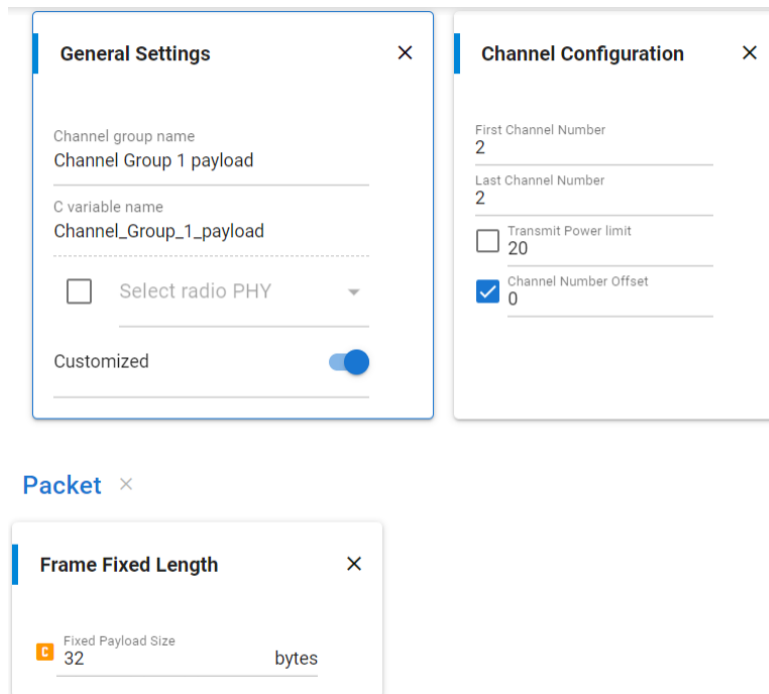 General Settings
Channel group name
Channel Group 1 payload
C variable name
Channel_Group_1_payload
Select radio PHY
Customized
Channel Configuration
First Channel Number
2
Last Channel Number
2
Transmit Power limit
20
Channel Number Offset
0
Packet
Frame Fixed Length
C
Fixed Payload Size
32 bytes